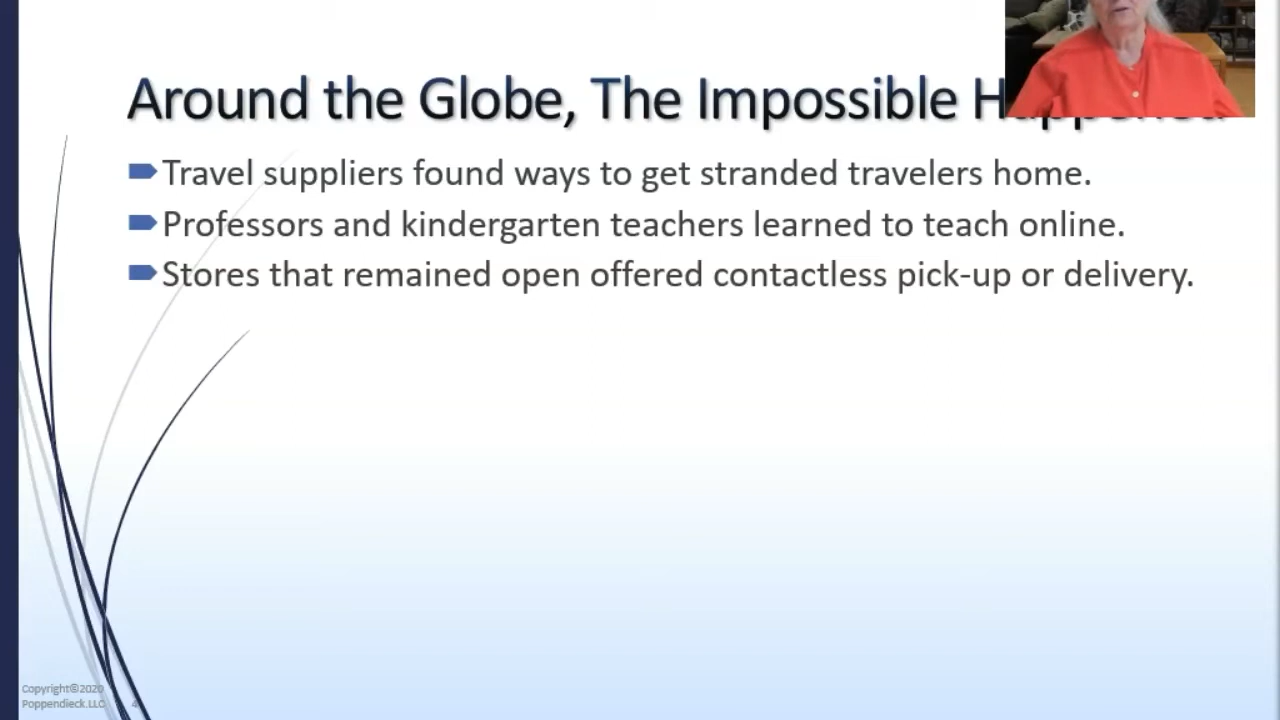 Around the Globe, The Impossible
Travel suppliers found ways to get stranded travelers home.
Professors and kindergarten teachers learned to teach online.
Stores that remained open offered contactless pick-up or delivery.
Copyright©2020
Poppendieck.LLC 4